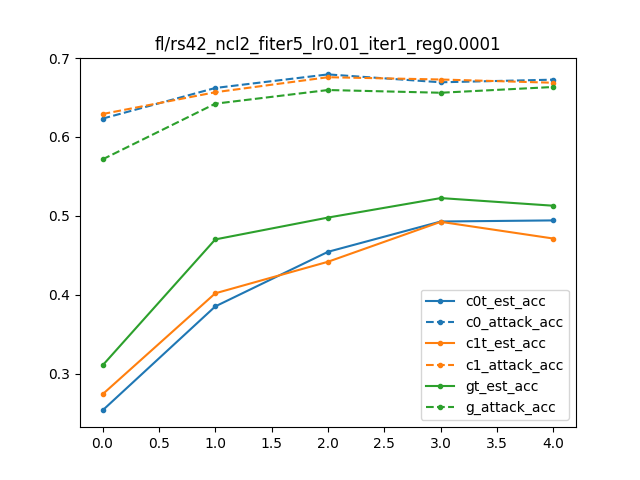 fl/rs42_ncl2_fiter5_lr0.01_iter1_reg0.0001
0.7
0.6
0.5
0.4
0.3
c0t_est_acc
c0_attack_acc
c1t_est_acc
c1_attack_acc
gt_est_acc
g_attack_acc
0.0 0.5 1.0 1.5 2.0 2.5 3.0 3.5 4.0